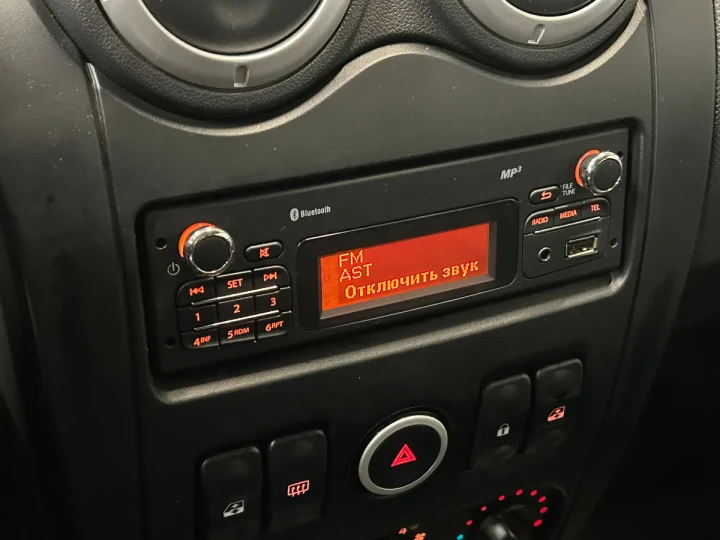 MP3
Bluetooth
FILE
TUNE
RADIO MEDIA TEL
SET
1 2 3
4INF 5RDM 6RPT
FM
AST
Отключить звук